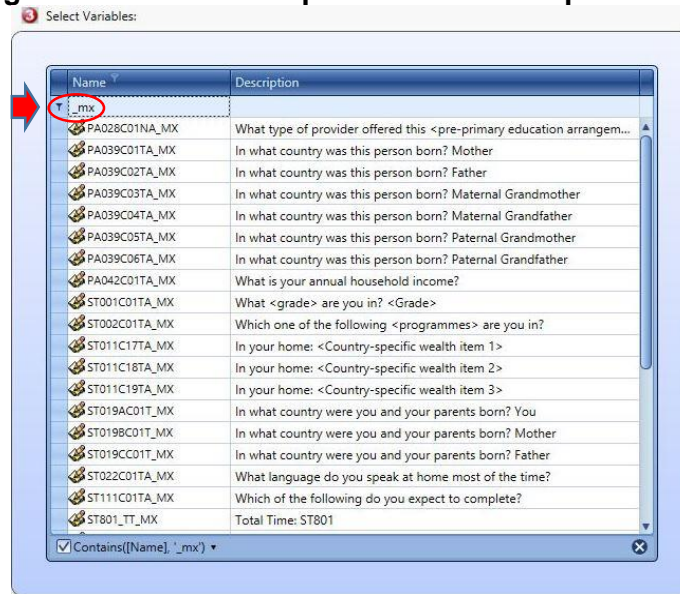 3 Select Variables:
Name Description
_mx
PA028C01NA_MX What type of provider offered this <pre-primary education arrangem...
PA039C01TA_MX In what country was this person born? Mother
PA039C02TA_MX In what country was this person born? Father
PA039C03TA_MX In what country was this person born? Maternal Grandmother
PA039C04TA_MX In what country was this person born? Maternal Grandfather
PA039C05TA_MX In what country was this person born? Paternal Grandmother
PA039C06TA_MX In what country was this person born? Paternal Grandfather
PA042C01TA_MX What is your annual household income?
ST001C01TA_MX What <grade> are you in? <Grade>
ST002C01TA_MX Which one of the following <programmes> are you in?
ST011C17TA_MX In your home: <Country-specific wealth item 1>
ST011C18TA_MX In your home: <Country-specific wealth item 2>
ST011C19TA_MX In your home: <Country-specific wealth item 3>
ST019AC01T_MX In what country were you and your parents born? You
ST019BC01T_MX In what country were you and your parents born? Mother
ST019CC01T_MX In what country were you and your parents born? Father
ST022C01TA_MX What language do you speak at home most of the time?
ST111C01TA_MX Which of the following do you expect to complete?
ST801_TT_MX Total Time: ST801
Contains([Name], '_mx')